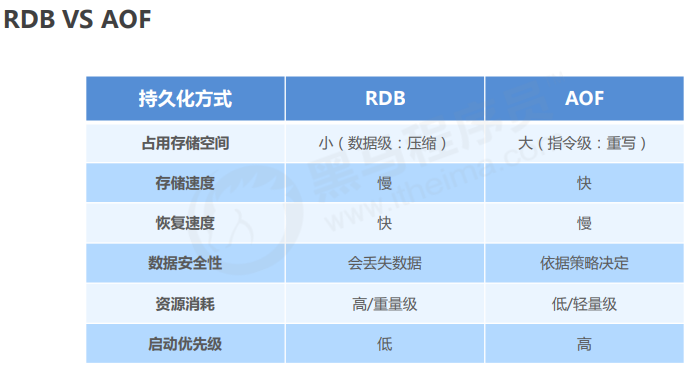 RDB VS AOF
持久化方式 RDB AOF
占用存储空间 小（数据级：压缩） 大（指令级：重写）
存储速度 慢 快
恢复速度 快 慢
数据安全性 会丢失数据 依据策略决定
资源消耗 高/重量级 低/轻量级
启动优先级 低 高
黑马程序员
www.itheima.com